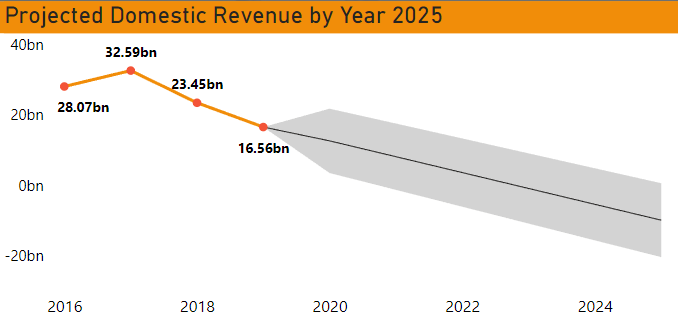 Projected Domestic Revenue by Year 2025
40bn
32.59bn
23.45bn
28.07bn
20bn
16.56bn
0bn
-20bn
2016 2018 2020 2022 2024